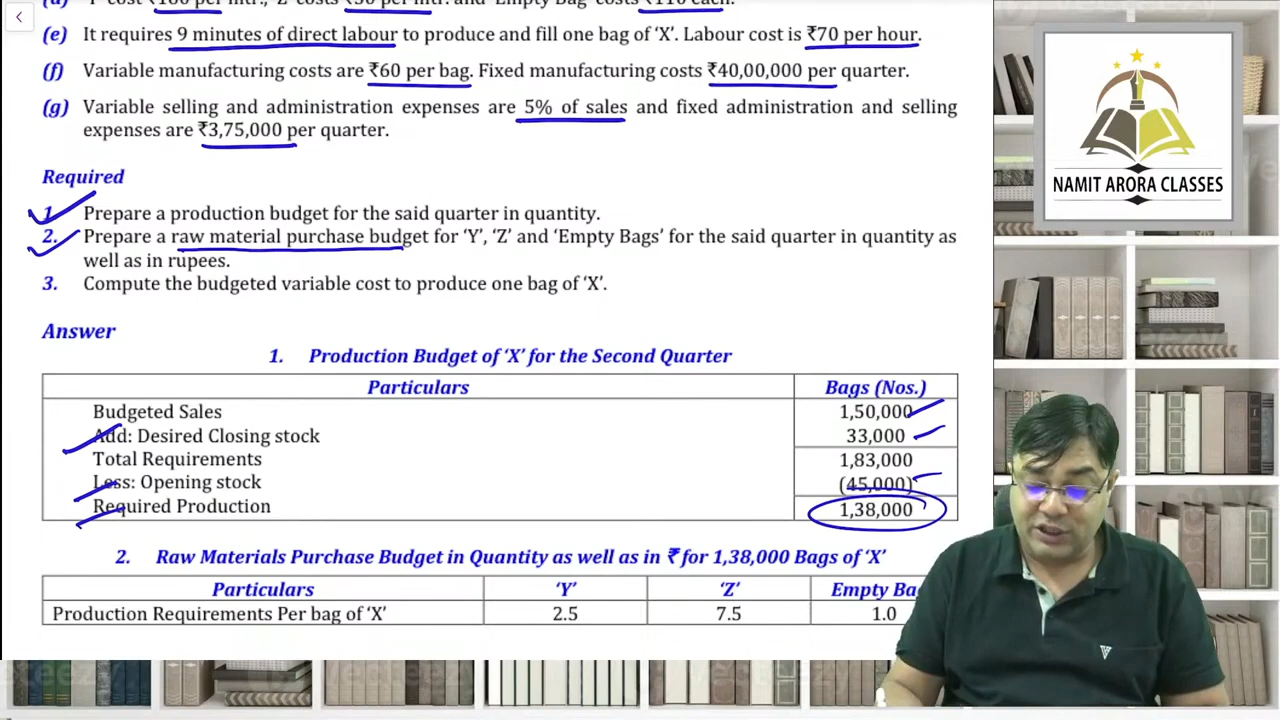 (e) It requires 9 minutes of direct labour to produce and fill one bag of ‘X’. Labour cost is ₹70 per hour.
(f) Variable manufacturing costs are ₹60 per bag. Fixed manufacturing costs ₹40,00,000 per quarter.
(g) Variable selling and administration expenses are 5% of sales and fixed administration and selling
expenses are ₹3,75,000 per quarter.
Required
1. Prepare a production budget for the said quarter in quantity.
2. Prepare a raw material purchase budget for ‘Y’, ‘Z’ and ‘Empty Bags’ for the said quarter in quantity as
well as in rupees.
3. Compute the budgeted variable cost to produce one bag of ‘X’.
Answer
1. Production Budget of ‘X’ for the Second Quarter
Particulars Bags (Nos.)
Budgeted Sales 1,50,000
Add: Desired Closing stock 33,000
Total Requirements 1,83,000
Less: Opening stock (45,000)
Required Production 1,38,000
2. Raw Materials Purchase Budget in Quantity as well as in ₹ for 1,38,000 Bags of ‘X’
Particulars ‘Y’ ‘Z’ Empty
Production Requirements Per bag of ‘X’ 2.5 7.5 1.0
NAMIT ARORA CLASSES